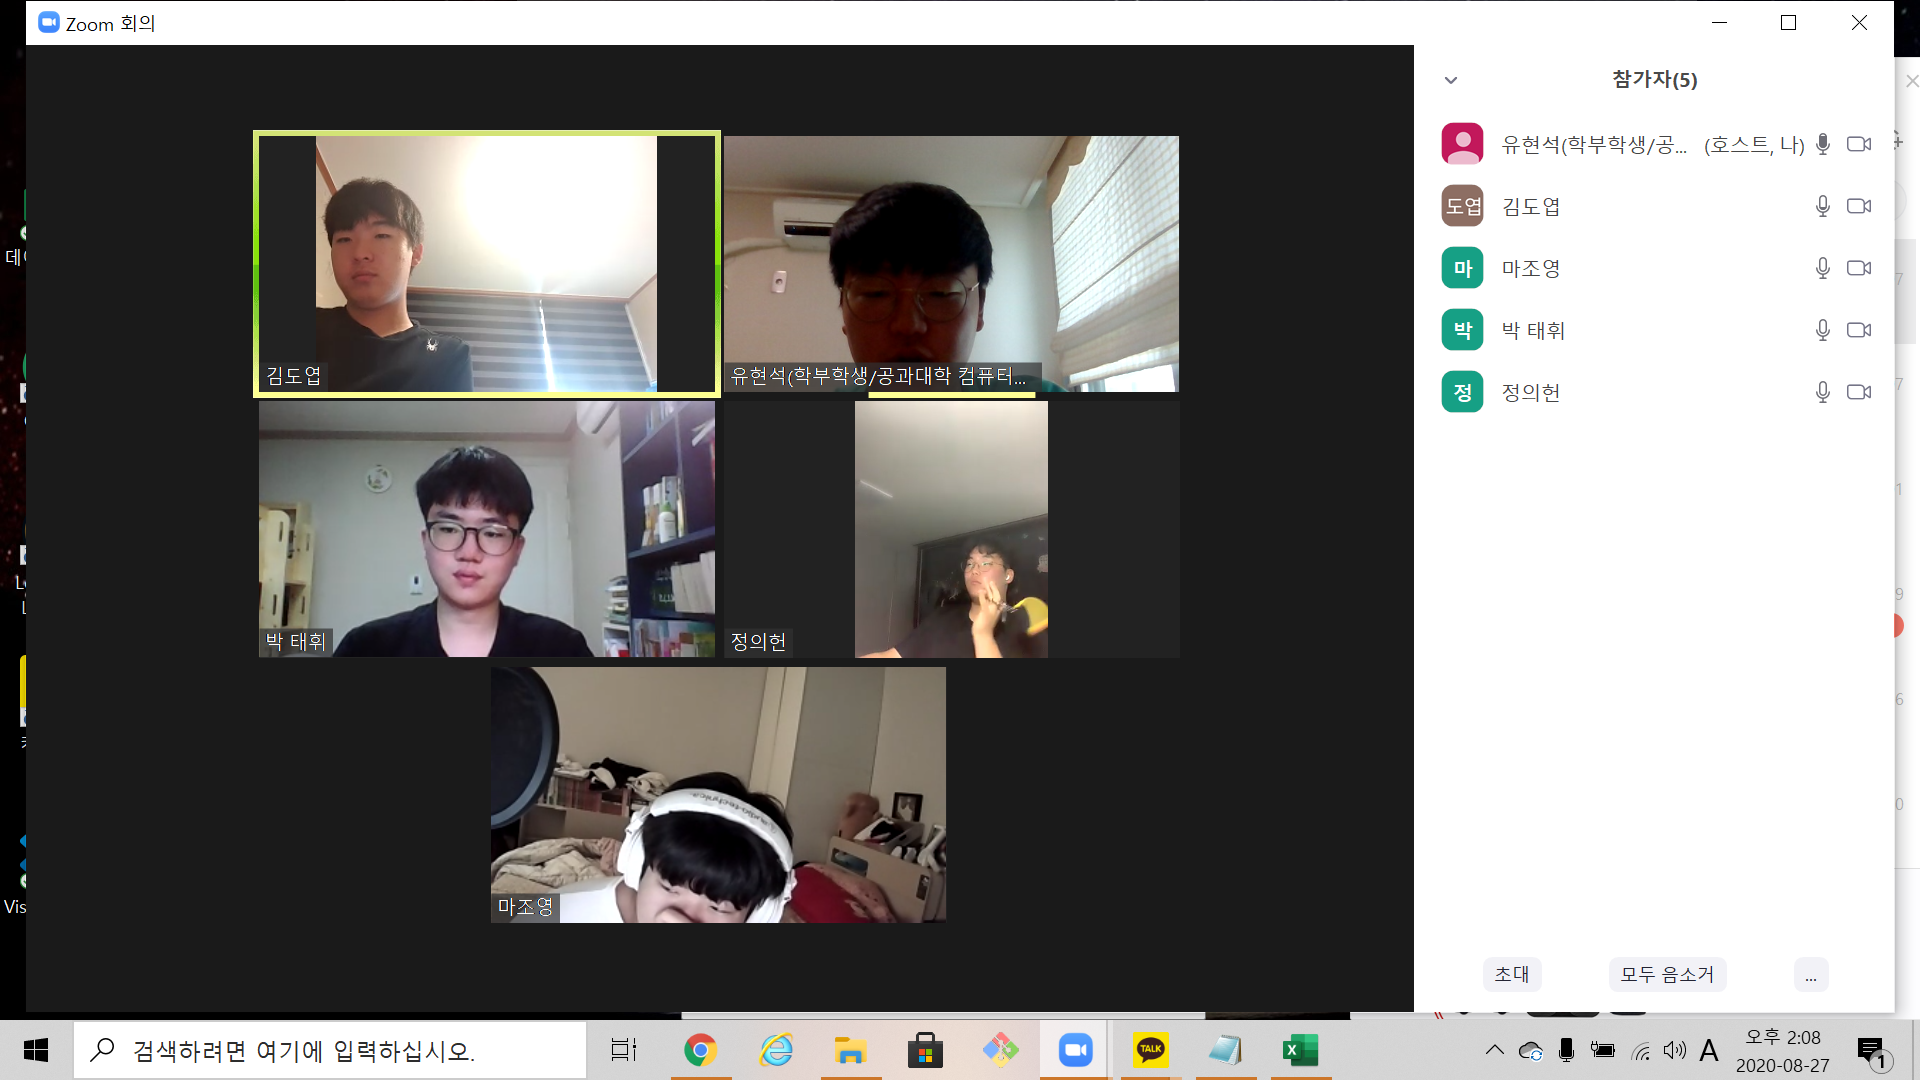 Zoom 회의
참가자(5)
유현석(학부학생/공... (호스트, 나)
도엽 김도엽
마 마조영
박 박 태휘
정 정의헌
김도엽
유현석(학부학생/공과대학 컴퓨터...
박 태휘
정의헌
audio-technica
마조영
초대 모두 음소거 ...
Vis
검색하려면 여기에 입력하십시오.
TALK
A
오후 2:08
2020-08-27
1